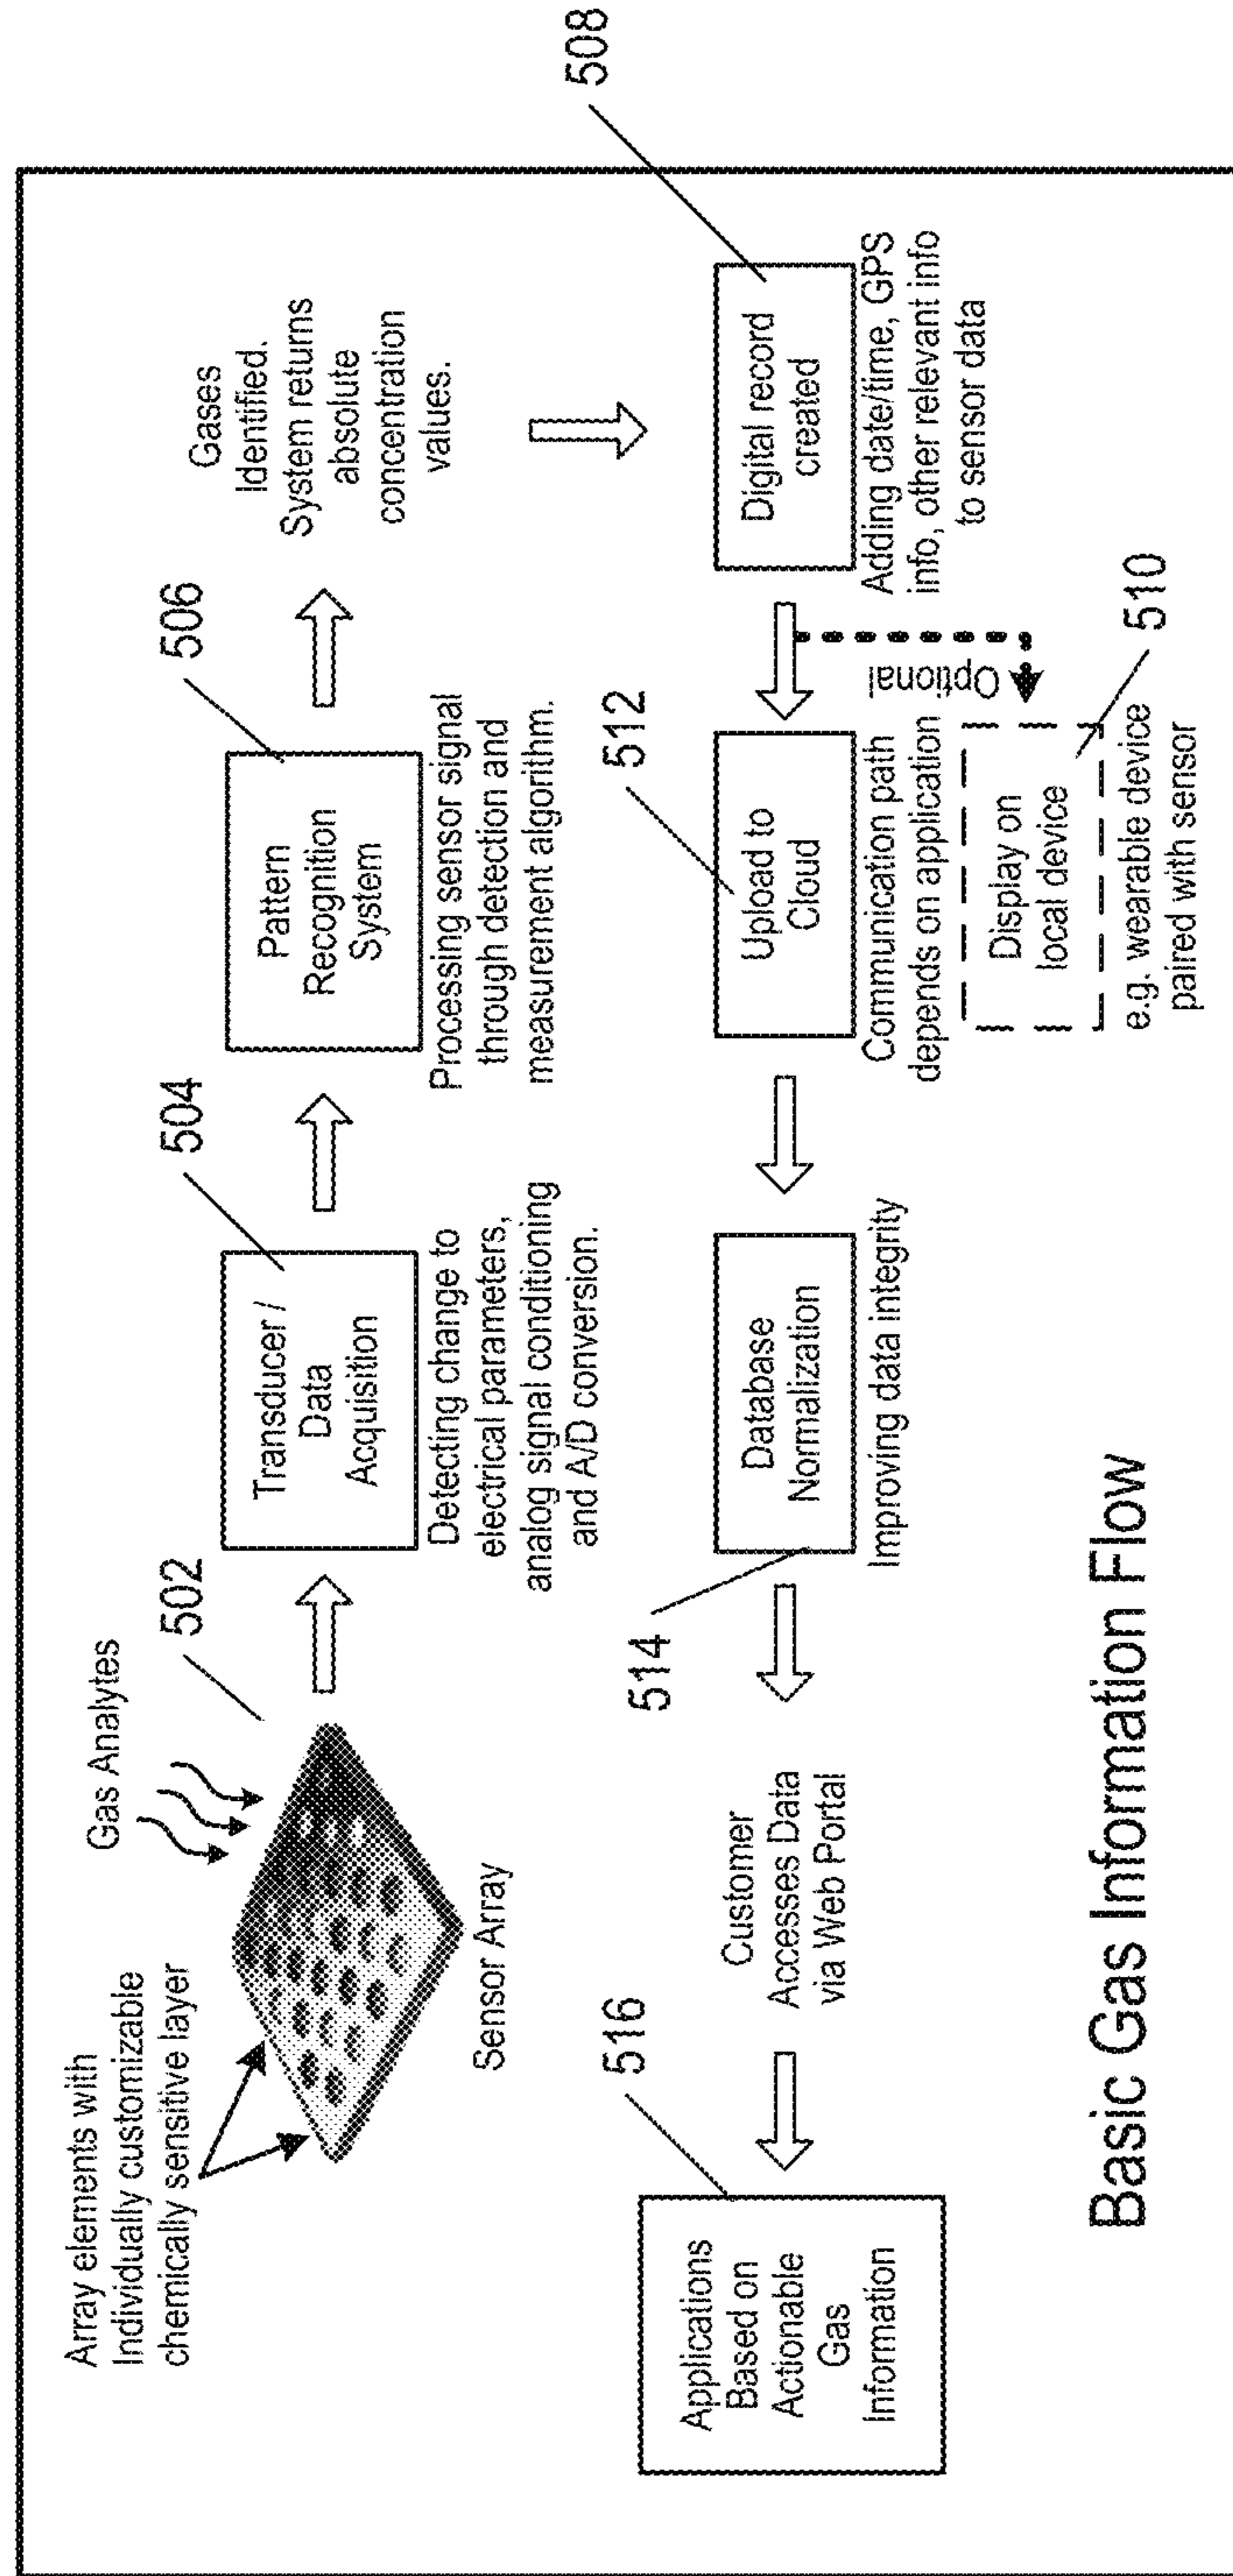 Array elements with
Individually customizable
chemically sensitive layer
Gas Analytes
502
Sensor Array
504
Transducer /
Data
Acquisition
Detecting change to
electrical parameters,
analog signal conditioning
and A/D conversion.
506
Pattern
Recognition
System
Processing sensor signal
through detection and
measurement algorithm.
Gases
Identified.
System returns
absolute
concentration
values.
508
Digital record
created
Adding date/time, GPS
info, other relevant info
to sensor data
Optional
510
Display on
local device
e.g. wearable device
paired with sensor
512
Upload to
Cloud
Communication path
depends on application
514
Database
Normalization
Improving data integrity
Customer
Accesses Data
via Web Portal
516
Applications
Based on
Actionable
Gas
Information
Basic Gas Information Flow